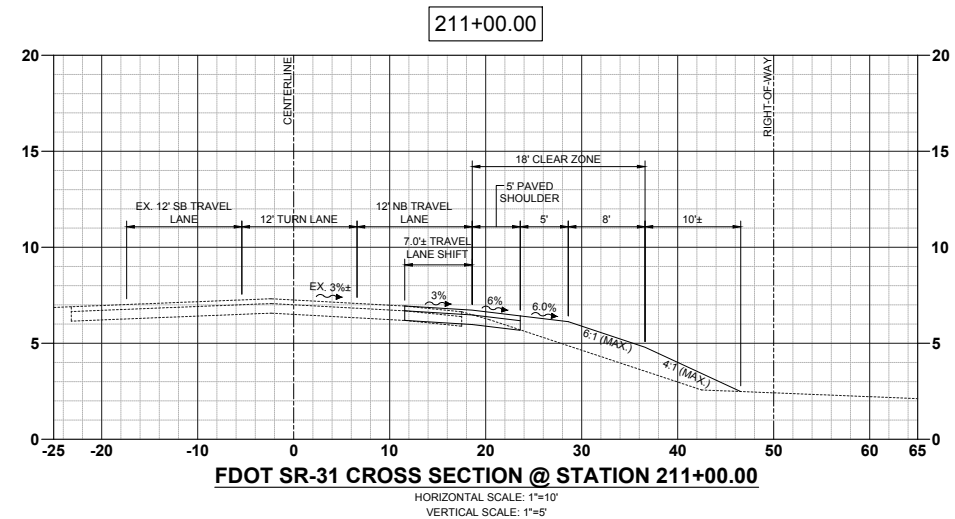 211+00.00
20
20
CENTERLINE
RIGHT-OF-WAY
15
15
18' CLEAR ZONE
5' PAVED
SHOULDER
EX. 12' SB TRAVEL
LANE
12' TURN LANE
12' NB TRAVEL
LANE
5'
8'
10'±
10
10
7.0'± TRAVEL
LANE SHIFT
EX. 3%±
3%
6%
6.0%
5
5
6:1 (MAX.)
4:1 (MAX.)
0
0
-25
-20
-10
0
10
20
30
40
50
60
65
FDOT SR-31 CROSS SECTION @ STATION 211+00.00
HORIZONTAL SCALE: 1"=10'
VERTICAL SCALE: 1"=5'